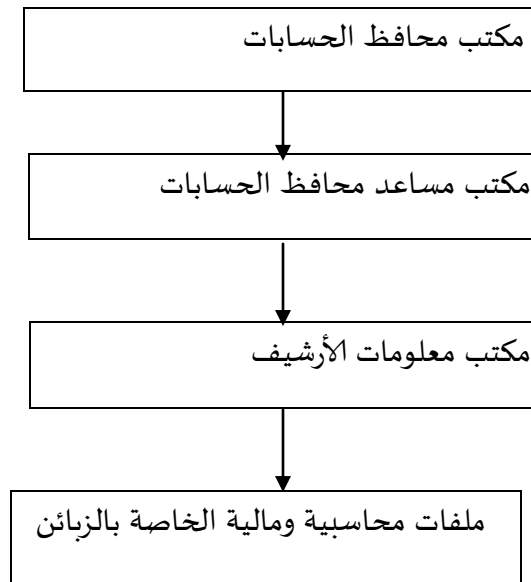 مكتب محافظ الحسابات
مكتب مساعد محافظ الحسابات
مكتب معلومات الأرشيف
ملفات محاسبية ومالية الخاصة بالزبائن